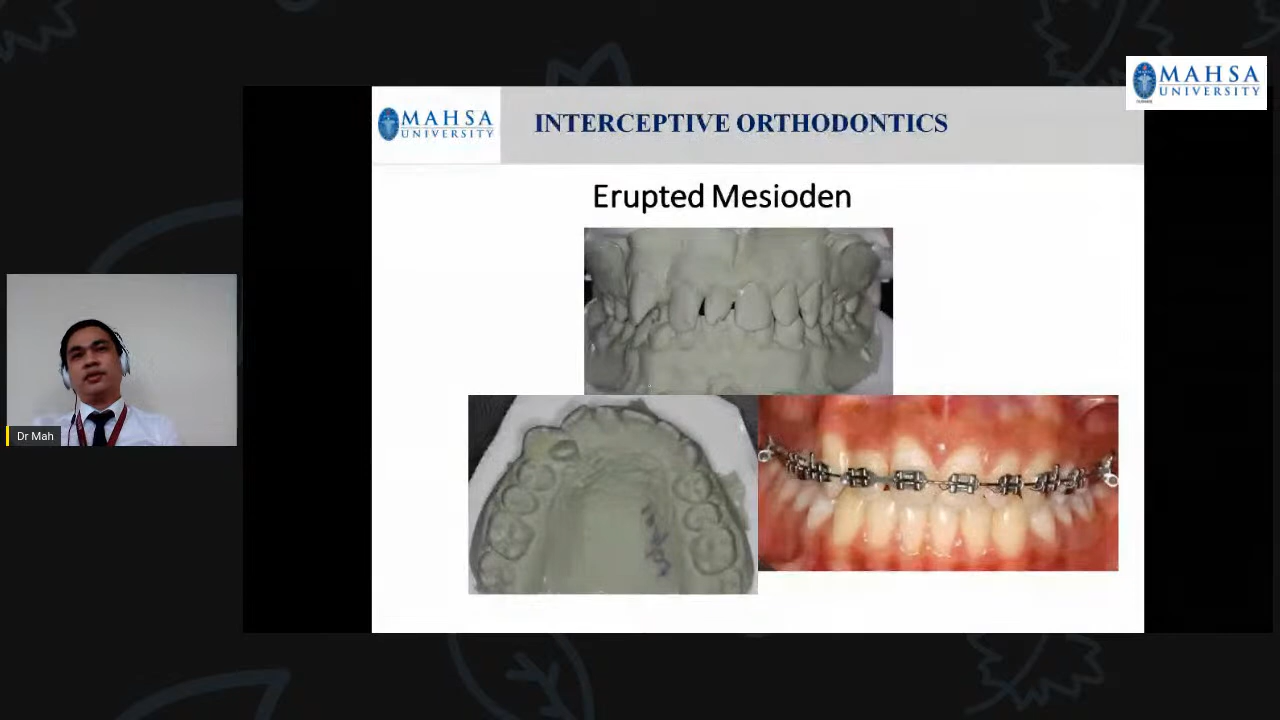 MAHSA
UNIVERSITY
MAHSA
UNIVERSITY
INTERCEPTIVE ORTHODONTICS
Erupted Mesioden
Dr Mah